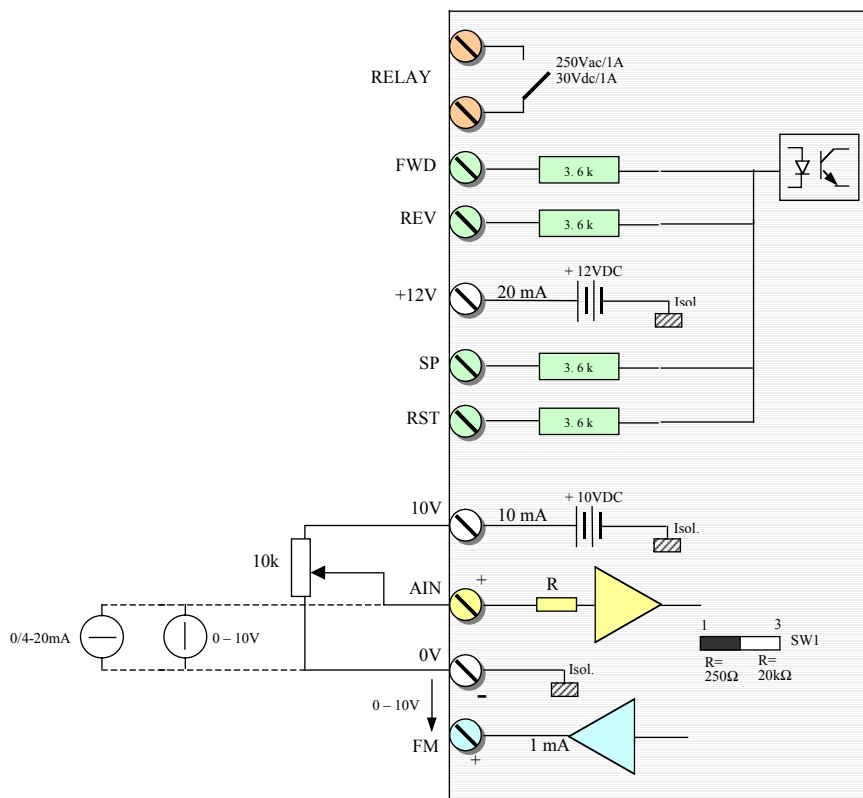 250Vac/1A
30Vdc/1A
RELAY
FWD
3. 6 k
REV
3. 6 k
+ 12VDC
+12V
20 mA
Isol
SP
3. 6 k
RST
3. 6 k
+ 10VDC
10V
10 mA
Isol.
10k
AIN
+
R
1
3
SW1
0/4-20mA
0 – 10V
R=
250Ω
R=
20kΩ
0V
Isol.
-
0 – 10V
FM
1 mA
+